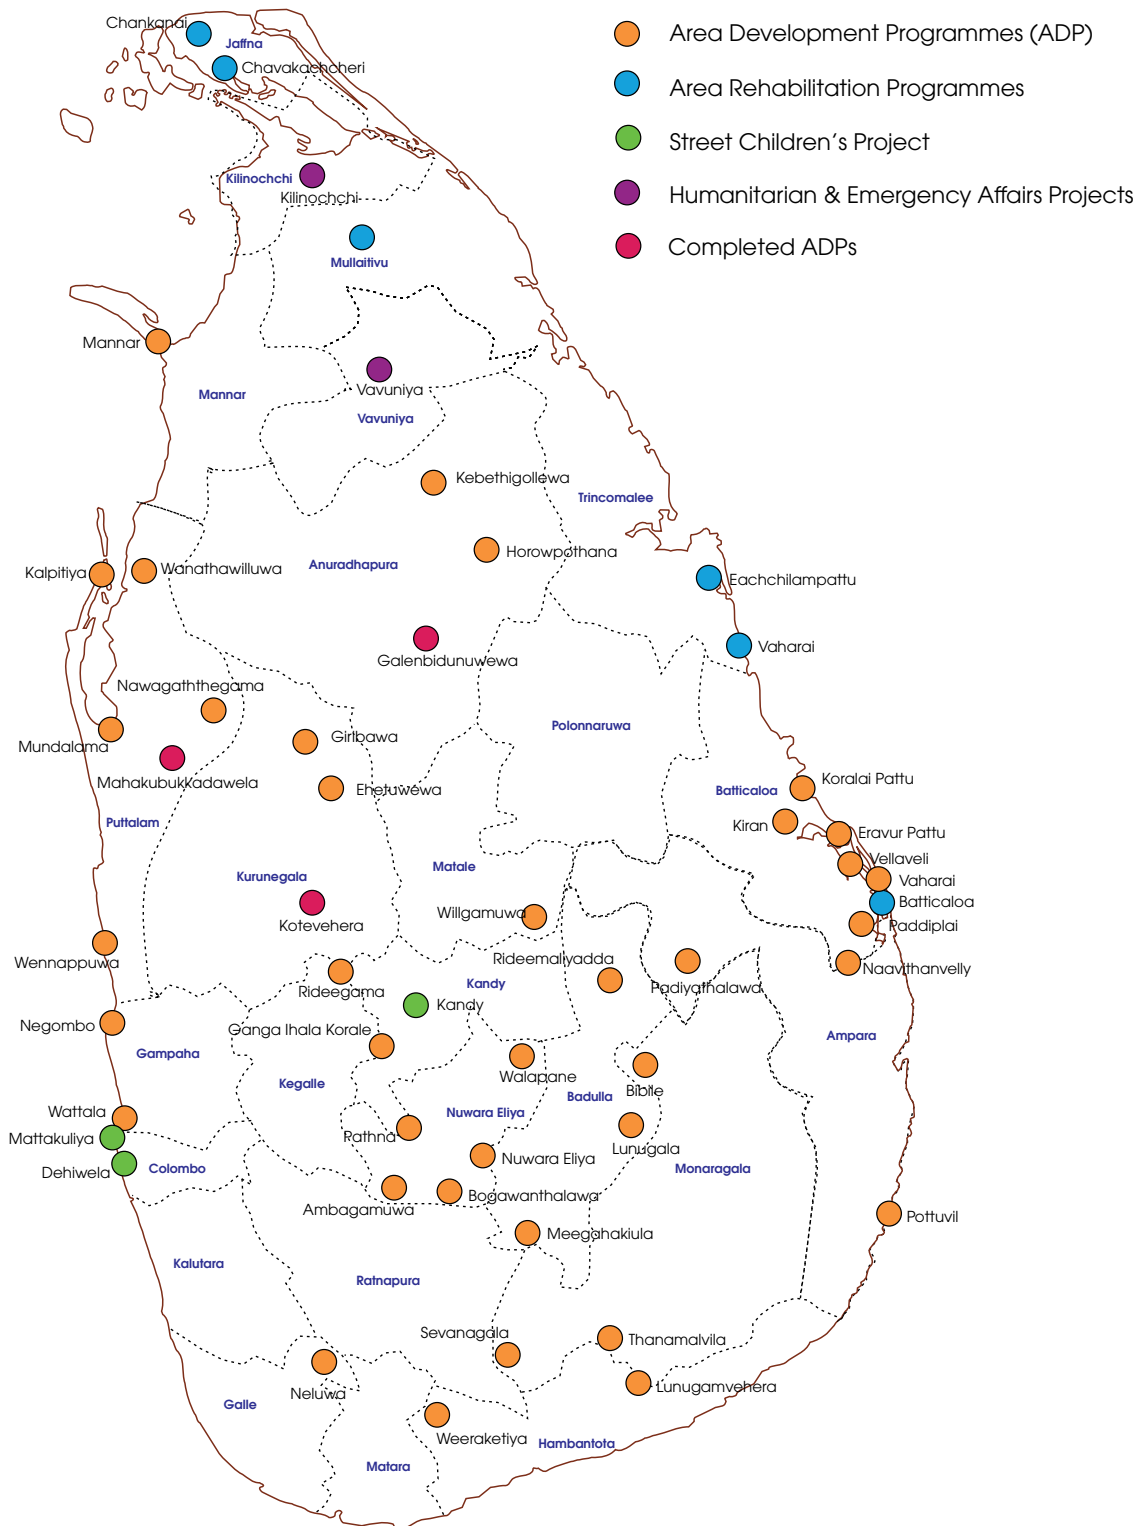 Chankanai
Jaffna
Chavakachcheri
Area Development Programmes (ADP)
Area Rehabilitation Programmes
Street Children's Project
Humanitarian & Emergency Affairs Projects
Completed ADPs
Kilinochchi
Kilinochchi
Mullaitivu
Mannar
Mannar
Vavuniya
Vavuniya
Kebethigollewa
Trincomalee
Horowpothana
Anuradhapura
Kalpitiya
Wanathawilluwa
Eachchilampattu
Galenbidunuwewa
Vaharai
Nawagaththegama
Mundalama
Giribawa
Polonnaruwa
Mahakubukkadawela
Ehetuwewa
Koralai Pattu
Batticaloa
Puttalam
Kiran
Eravur Pattu
Vellaveli
Matale
Kurunegala
Vaharai
Batticaloa
Kotevehera
Willgamuwa
Paddiplai
Wennappuwa
Rideemaliyadda
Naavithanvelly
Rideegama
Kandy
Padiyathalawa
Kandy
Negombo
Ganga Ihala Korale
Ampara
Gampaha
Kegalle
Walapane
Bibile
Badulla
Wattala
Nuwara Eliya
Mattakuliya
Pathna
Lunugala
Dehiwela
Colombo
Nuwara Eliya
Monaragala
Ambagamuwa
Bogawanthalawa
Pottuvil
Meegahakiula
Kalutara
Ratnapura
Sevanagala
Thanamalvila
Neluwa
Lunugamvehera
Galle
Weeraketiya
Hambantota
Matara